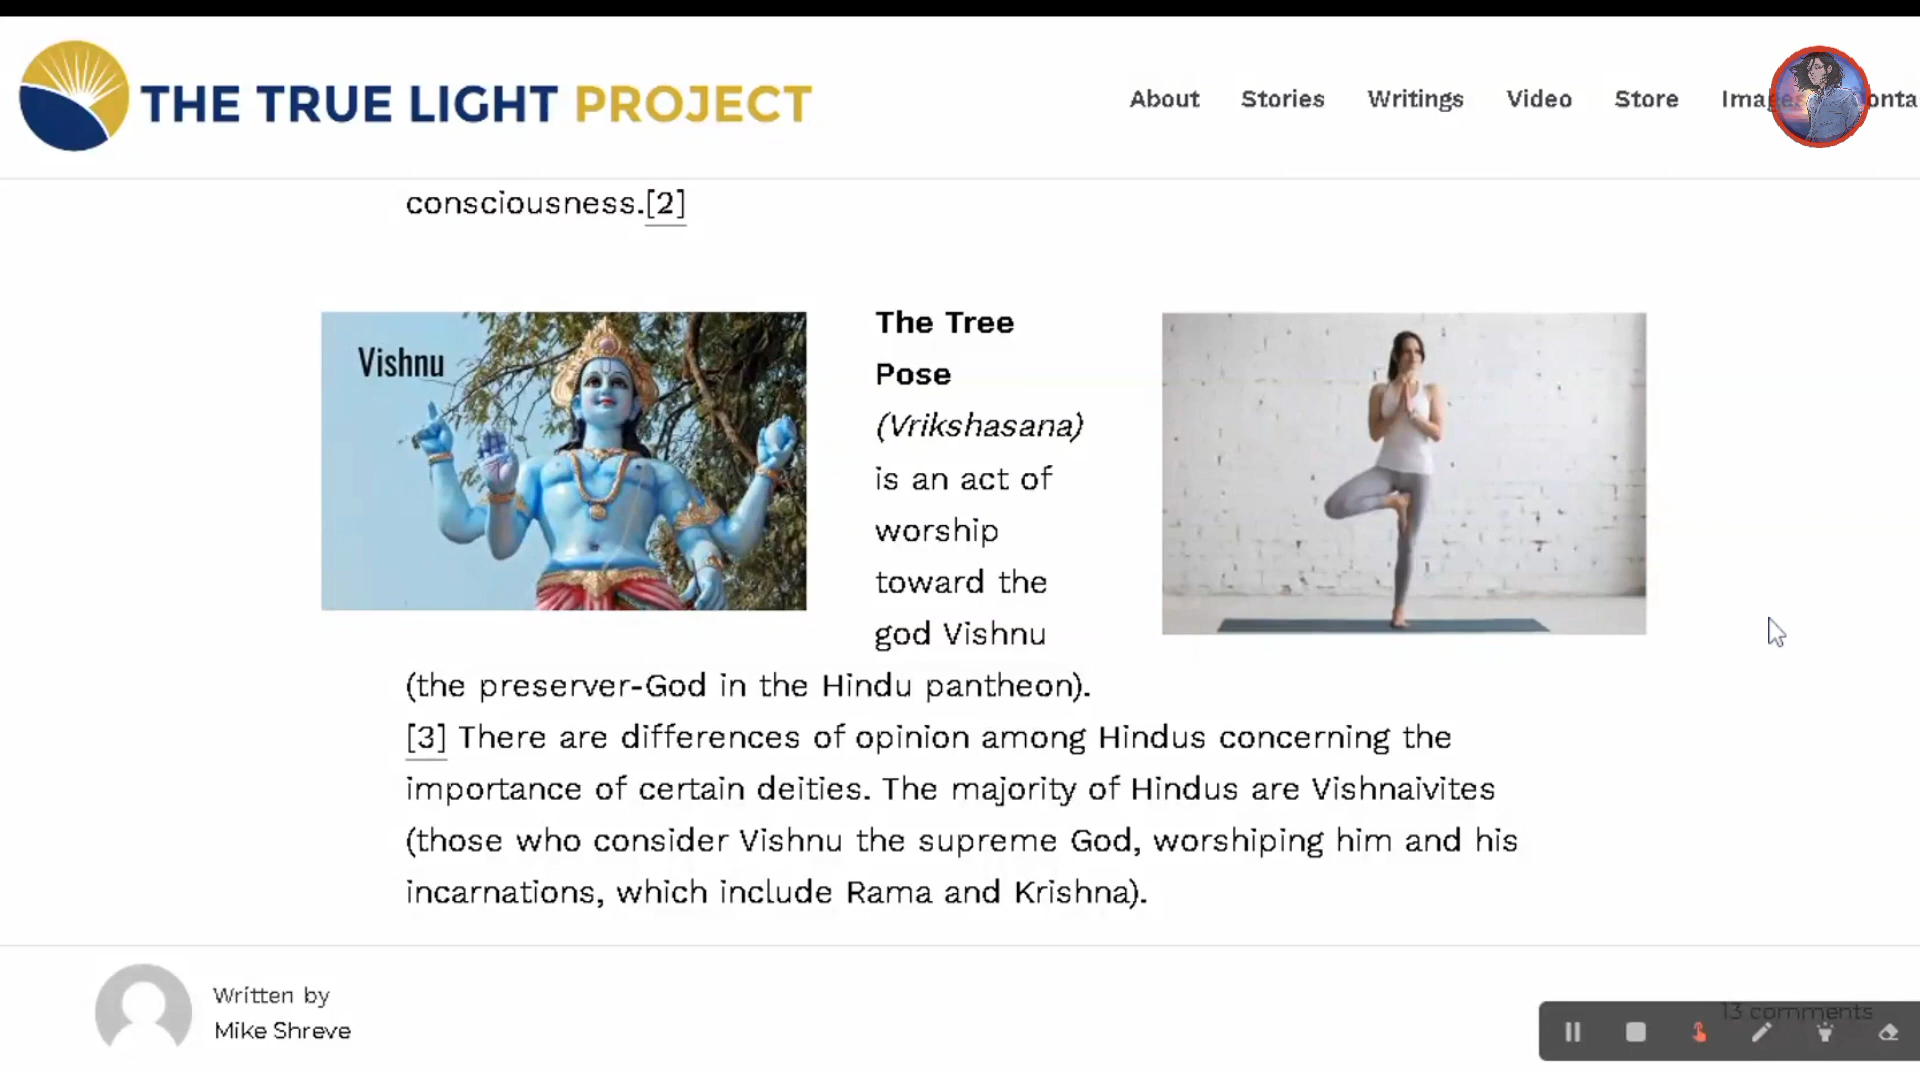 THE TRUE LIGHT PROJECT
About Stories Writings Video Store
consciousness.[2]
Vishnu
The Tree
Pose
(Vrikshasana)
is an act of
worship
toward the
god Vishnu
(the preserver-God in the Hindu pantheon).
[3] There are differences of opinion among Hindus concerning the
importance of certain deities. The majority of Hindus are Vishnaivites
(those who consider Vishnu the supreme God, worshiping him and his
incarnations, which include Rama and Krishna).
Written by
Mike Shreve
13 comments